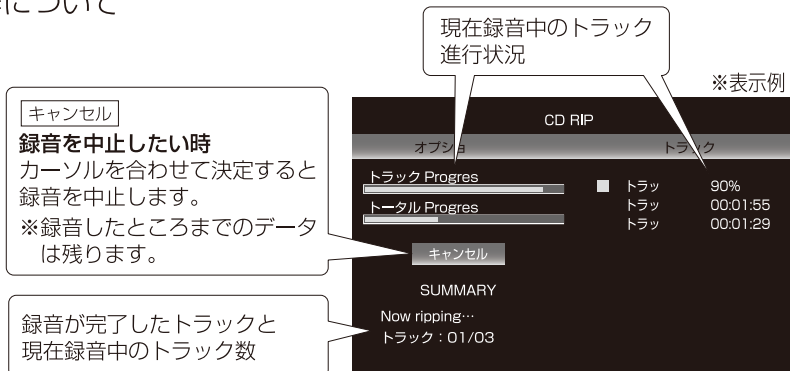 について
現在録音中のトラック
進行状況
※表示例
キャンセル
録音を中止したい時
カーソルを合わせて決定すると
録音を中止します。
※録音したところまでのデータ
は残ります。
録音が完了したトラックと
現在録音中のトラック数
CD RIP
オプショ
トラック
トラック Progres
トータル Progres
キャンセル
SUMMARY
Now ripping…
トラック：01/03
トラッ 90%
トラッ 00:01:55
トラッ 00:01:29